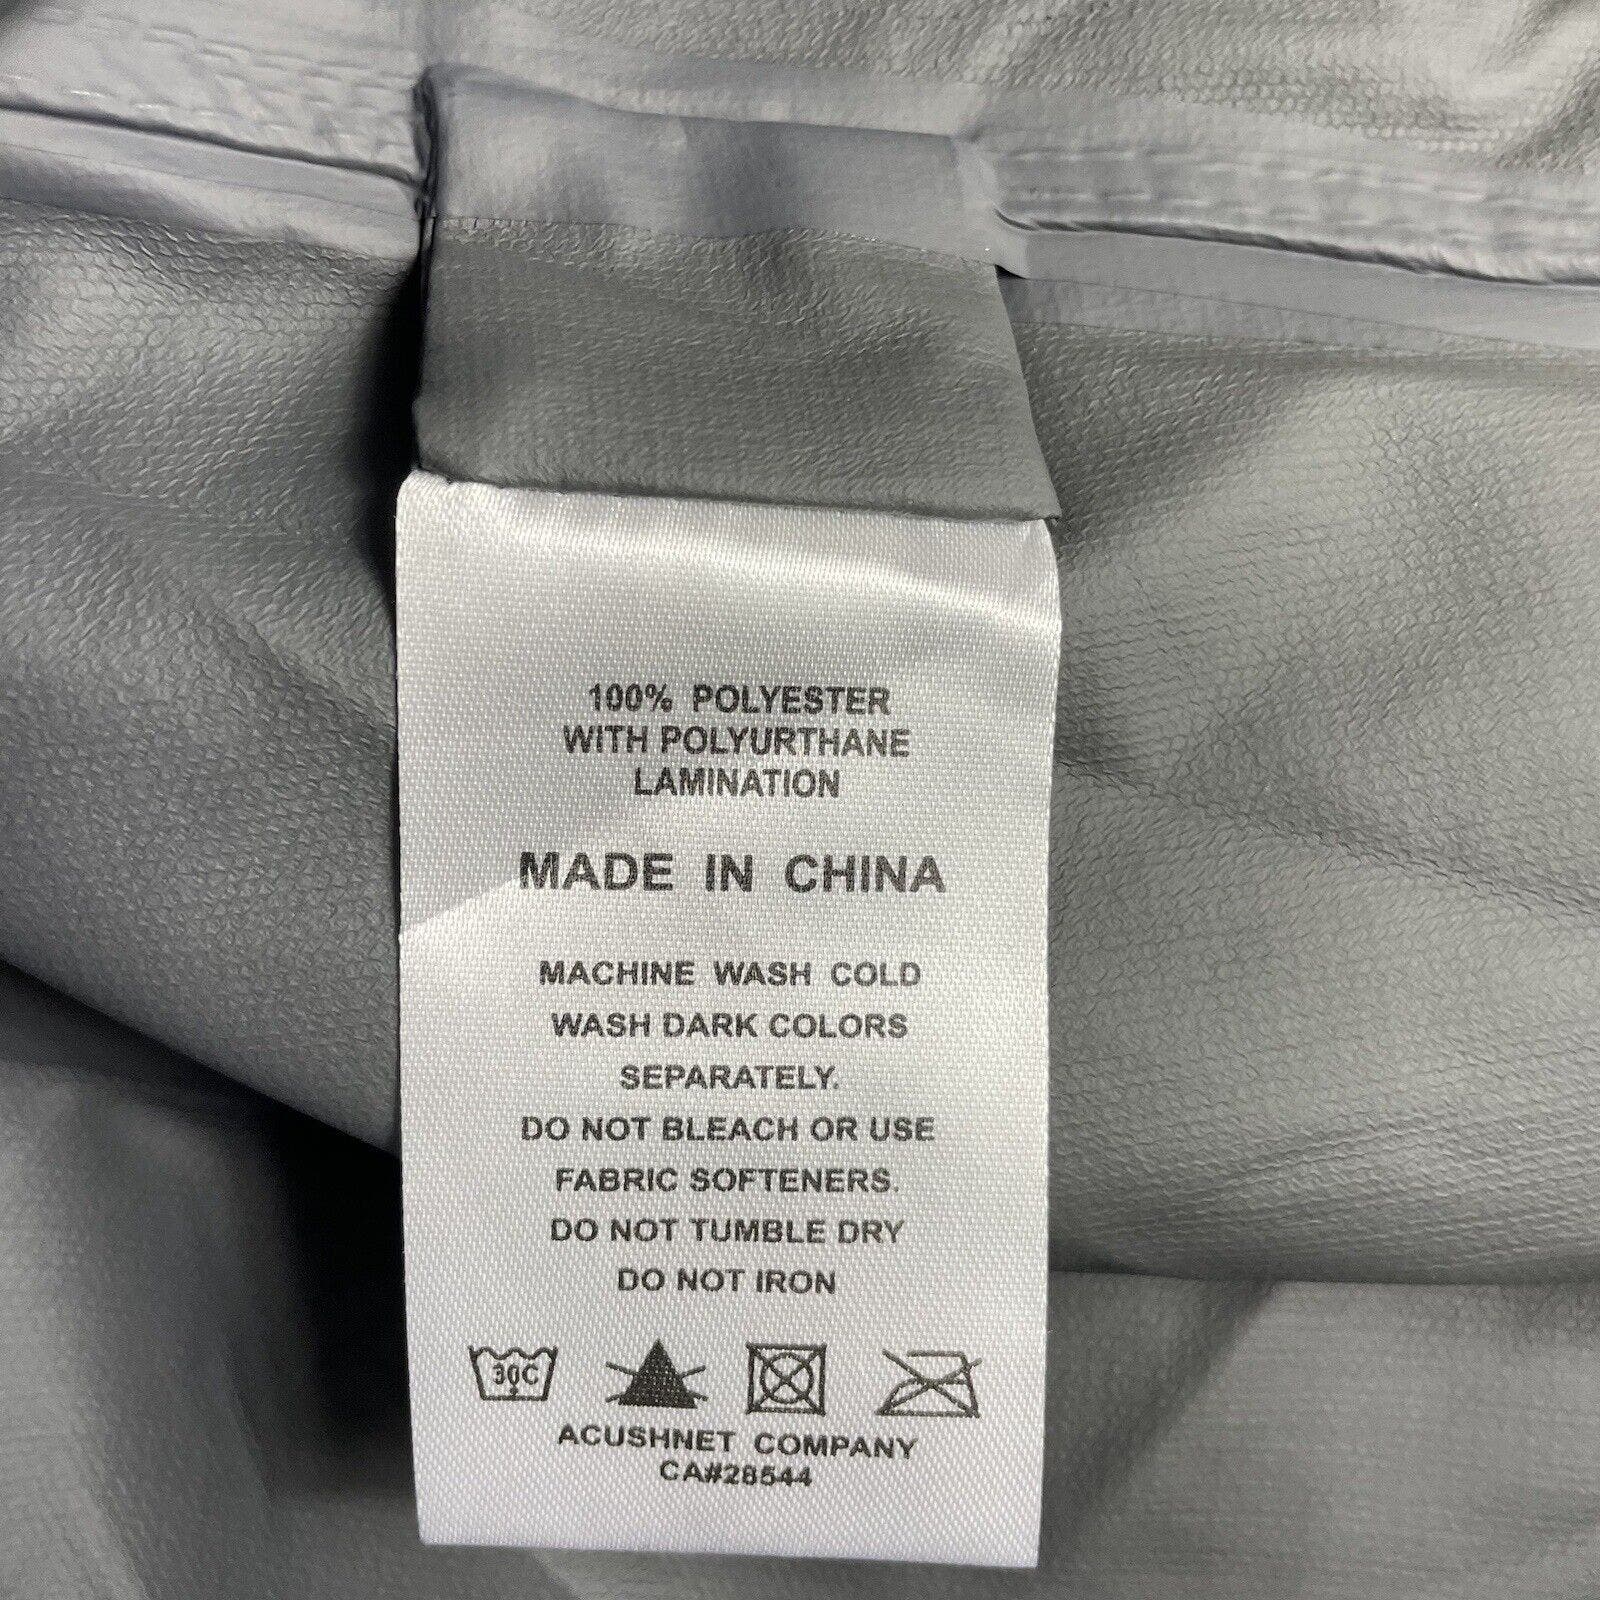 100% POLYESTER
WITH POLYURTHANE
LAMINATION
MADE IN CHINA
MACHINE WASH COLD
WASH DARK COLORS
SEPARATELY.
DO NOT BLEACH OR USE
FABRIC SOFTENERS.
DO NOT TUMBLE DRY
DO NOT IRON
30C
ACUSHNET COMPANY
CA#28544